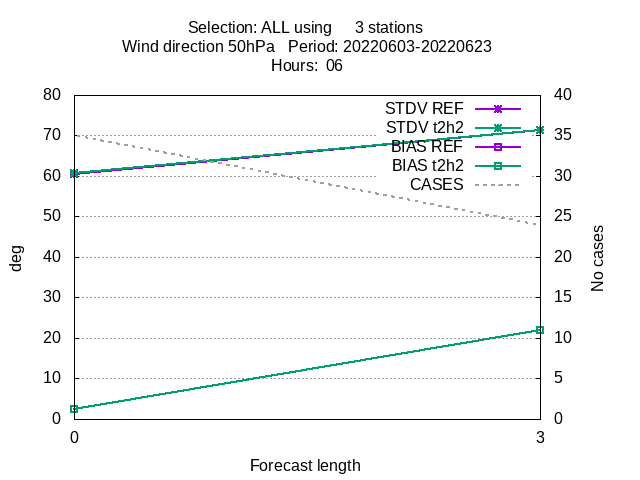 Selection: ALL using     3 stations
Wind direction 50hPa   Period: 20220603-20220623
Hours:  06
80
70
60
50
40
30
20
10
0
40
35
30
25
20
15
10
5
0
STDV REF
STDV t2h2
BIAS REF
BIAS t2h2
CASES
deg
No cases
0
3
Forecast length